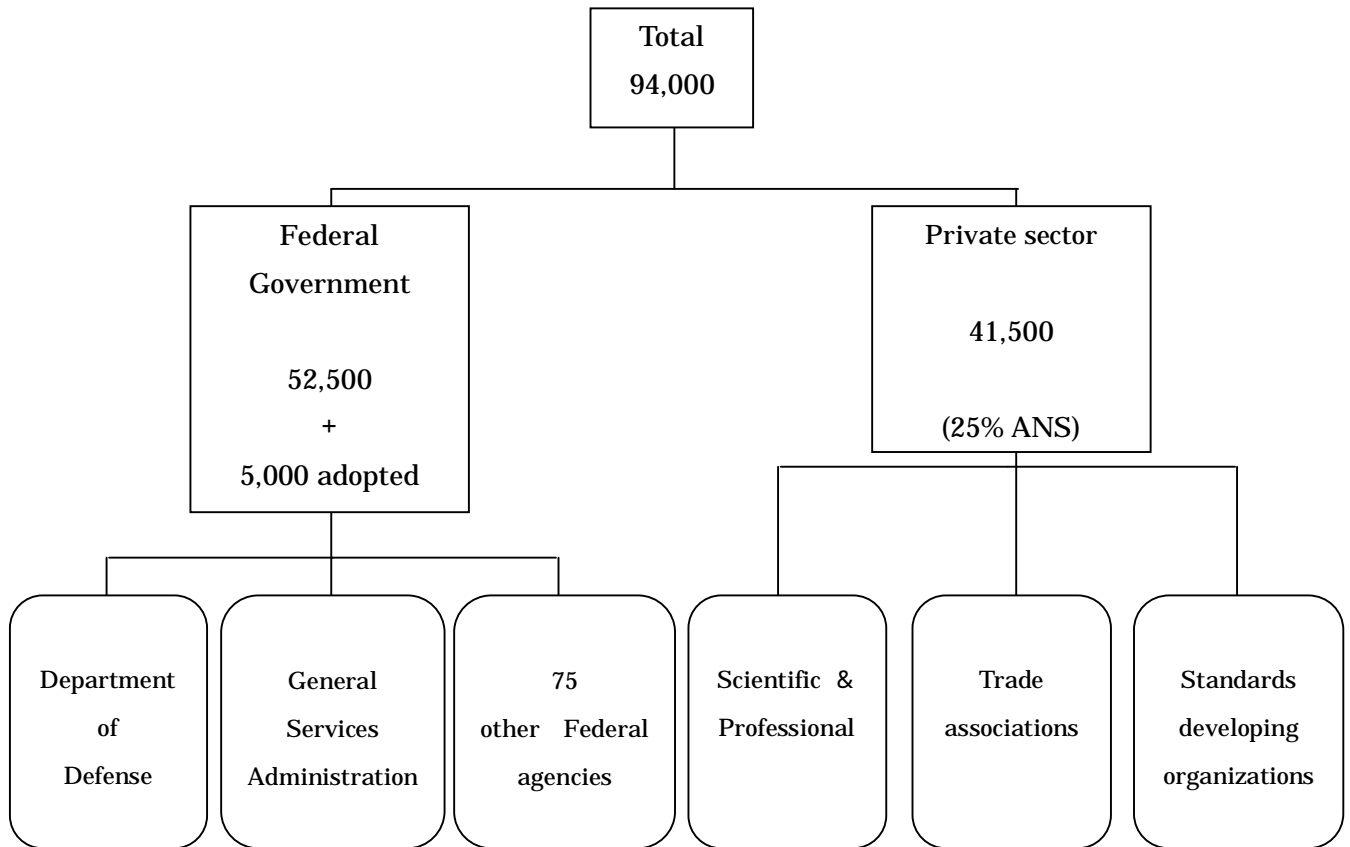 Total
94,000
Federal
Government
52,500
+
5,000 adopted
Private sector
41,500
(25% ANS)
Department
of
Defense
General
Services
Administration
75
other Federal
agencies
Scientific &
Professional
Trade
associations
Standards
developing
organizations